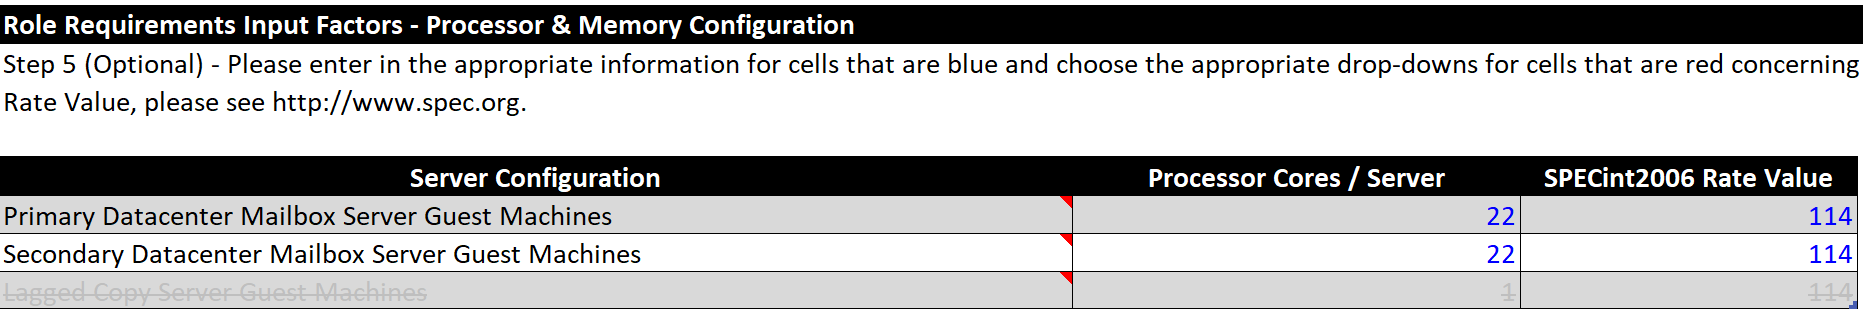 Role Requirements Input Factors - Processor & Memory Configuration
Step 5 (Optional) - Please enter in the appropriate information for cells that are blue and choose the appropriate drop-downs for cells that are red concerning
Rate Value, please see http://www.spec.org.
Server Configuration Processor Cores / Server SPECint2006 Rate Value
Primary Datacenter Mailbox Server Guest Machines 22 114
Secondary Datacenter Mailbox Server Guest Machines 22 114
Lagged Copy Server Guest Machines 1 114